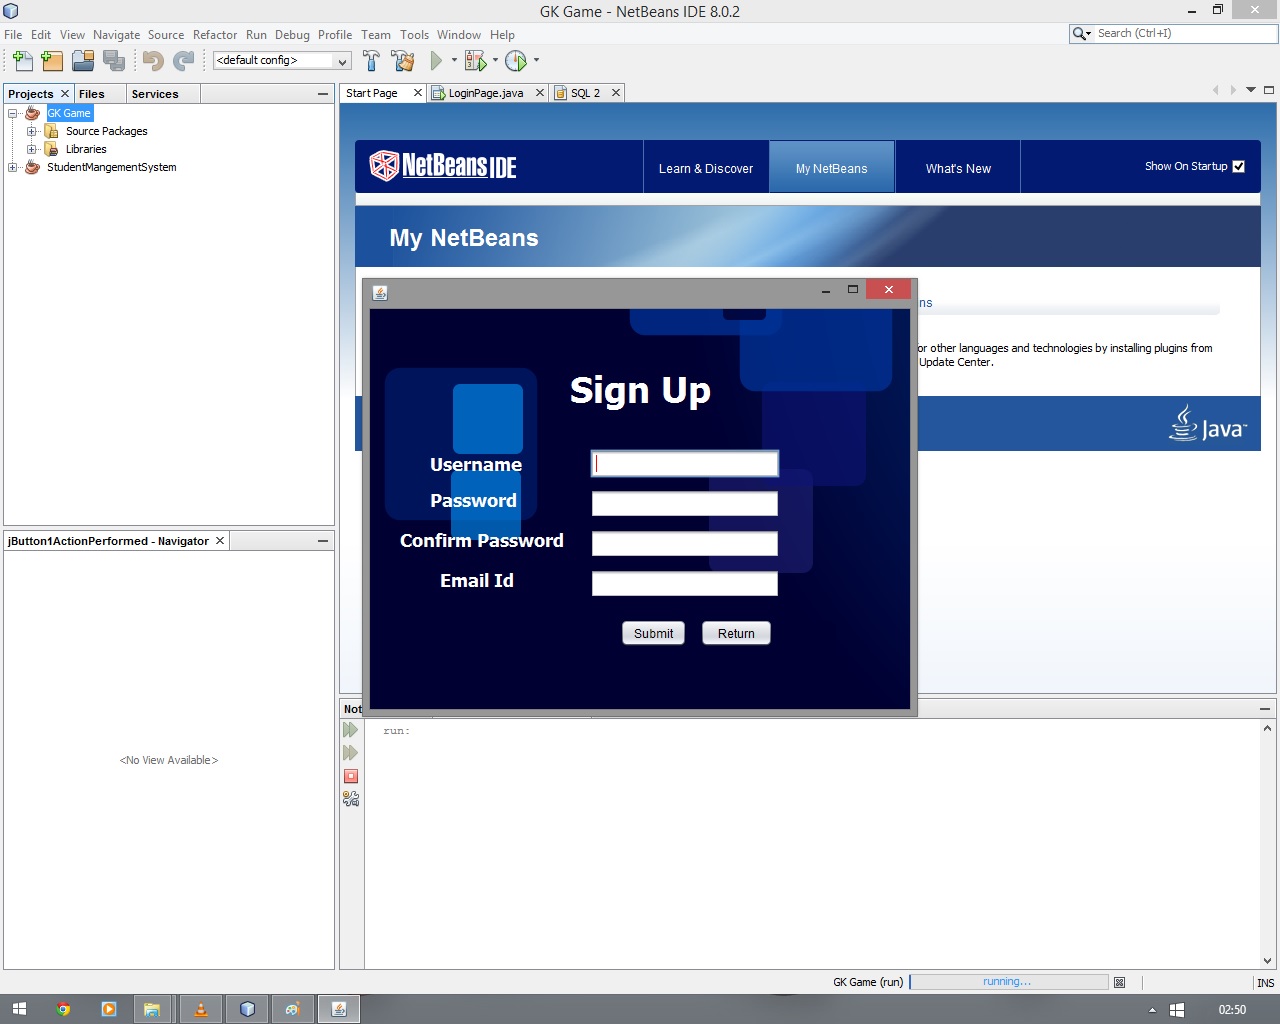 GK Game - NetBeans IDE 8.0.2
File Edit View Navigate Source Refactor Run Debug Profile Team Tools Window Help
Search (Ctrl+I)
<default config>
Projects Files Services
Start Page LoginPage.java SQL 2
GK Game
Source Packages
Libraries
StudentMangementSystem
NetBeans IDE
Learn & Discover
My NetBeans
What's New
Show On Startup
My NetBeans
ns
or other languages and technologies by installing plugins from
Update Center.
Java™
Sign Up
Username
Password
Confirm Password
Email Id
Submit Return
jButton1ActionPerformed - Navigator
<No View Available>
Not
run:
GK Game (run) running... INS
02:50